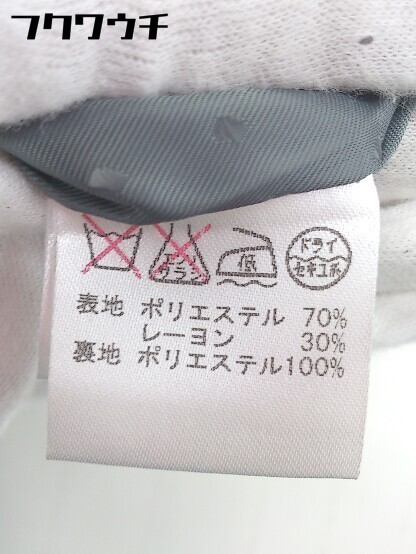 フクワウチ
エンソ
サラシ
低
ドライ
セキユ系
表地 ポリエステル 70%
レーヨン 30%
裏地 ポリエステル100%